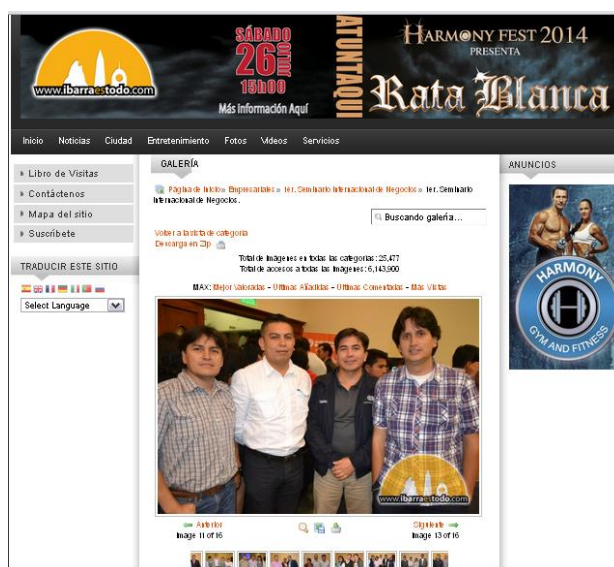 SÁBADO
26 JULIO
15h00
Más Información Aquí
ATUNTAQUI
HARMONY FEST 2014
PRESENTA
Rata Blanca
www.ibarraestodo.com
Inicio Noticias Ciudad Entretenimiento Fotos Videos Servicios
Libro de Visitas
Contáctenos
Mapa del sitio
Suscríbete
TRADUCIR ESTE SITIO
Select Language
GALERÍA
Página de Inicio» Empresariales» 1er. Seminario Internacional de Negocios» 1er. Seminario
Internacional de Negocios.
Buscando galería...
Volver a la lista de categoria
Descarga en Zip
Total de imágenes en todas las categorías: 25,477
Total de accesos a todas las imágenes: 6,143,900
MAX: Mejor Valoradas - Ultimas Añadidas - Ultimas Comentadas - Más Vistas
www.ibarraestodo.com
Anterior
Image 11 of 16
Siguiente
Image 13 of 16
ANUNCIOS
HARMONY
GYM AND FITNESS